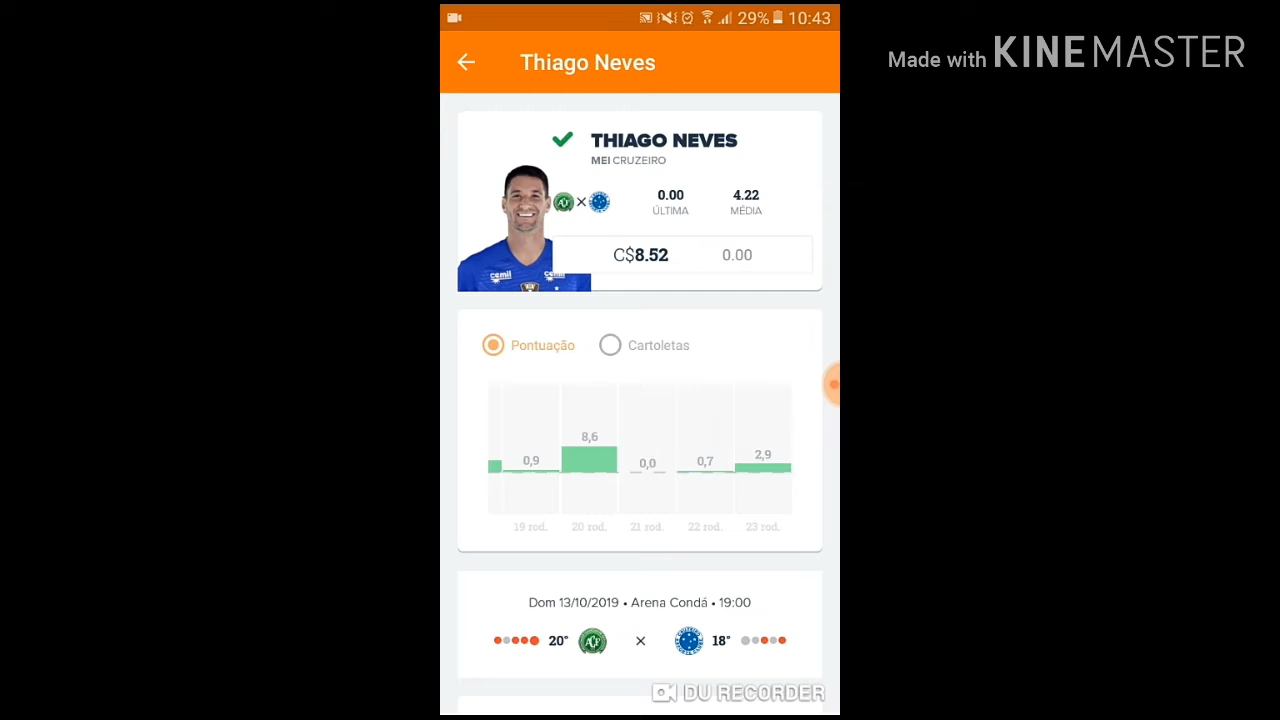 29% 10:43
Made with KINEMASTER
Thiago Neves
THIAGO NEVES
MEI CRUZEIRO
0.00 4.22
ÚLTIMA MÉDIA
C$8.52 0.00
cemil cemil
Pontuação Cartoletas
8,6
2,9
0,9 0,0 0,7
19 rod. 20 rod. 21 rod. 22 rod. 23 rod.
Dom 13/10/2019 • Arena Condá • 19:00
20° × 18°
DU RECORDER